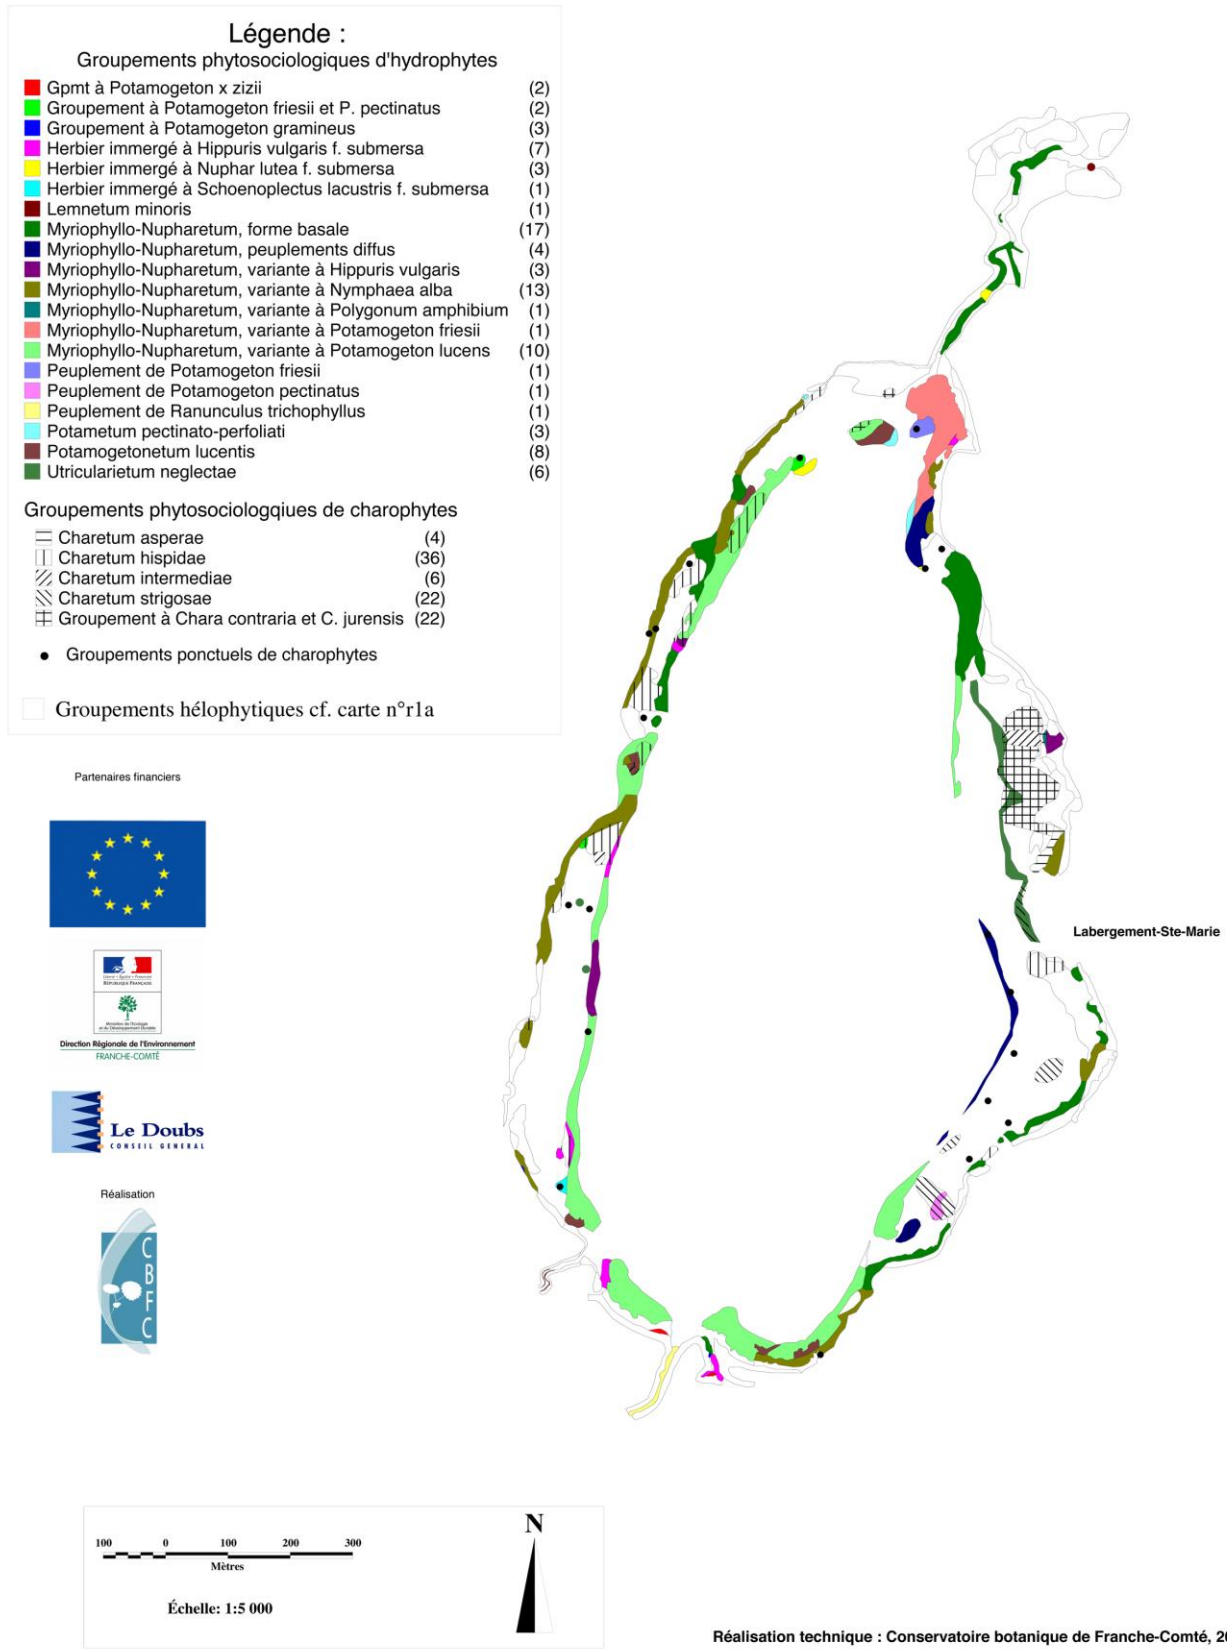 Légende :
Groupements phytosociologiques d'hydrophytes
Gpmt à Potamogeton x zizii (2)
Groupement à Potamogeton friesii et P. pectinatus (2)
Groupement à Potamogeton gramineus (3)
Herbier immergé à Hippuris vulgaris f. submersa (7)
Herbier immergé à Nuphar lutea f. submersa (3)
Herbier immergé à Schoenoplectus lacustris f. submersa (1)
Lemnetum minoris (1)
Myriophyllo-Nupharetum, forme basale (17)
Myriophyllo-Nupharetum, peuplements diffus (4)
Myriophyllo-Nupharetum, variante à Hippuris vulgaris (3)
Myriophyllo-Nupharetum, variante à Nymphaea alba (13)
Myriophyllo-Nupharetum, variante à Polygonum amphibium (1)
Myriophyllo-Nupharetum, variante à Potamogeton friesii (1)
Myriophyllo-Nupharetum, variante à Potamogeton lucens (10)
Peuplement de Potamogeton friesii (1)
Peuplement de Potamogeton pectinatus (1)
Peuplement de Ranunculus trichophyllus (1)
Potametum pectinato-perfoliati (3)
Potamogetonetum lucentis (8)
Utricularietum neglectae (6)
Groupements phytosociologqiues de charophytes
Charetum asperae (4)
Charetum hispidae (36)
Charetum intermediae (6)
Charetum strigosae (22)
Groupement à Chara contraria et C. jurensis (22)
Groupements ponctuels de charophytes
Groupements hélophytiques cf. carte n°r1a
Partenaires financiers
Labergement-Ste-Marie
RÉPUBLIQUE FRANÇAISE
Direction Régionale de l'Environnement
FRANCHE-COMTÉ
Le Doubs
CONSEIL GENERAL
Réalisation
C
B
F
C
N
100 0 100 200 300
Mètres
Échelle: 1:5 000
Réalisation technique : Conservatoire botanique de Franche-Comté, 20